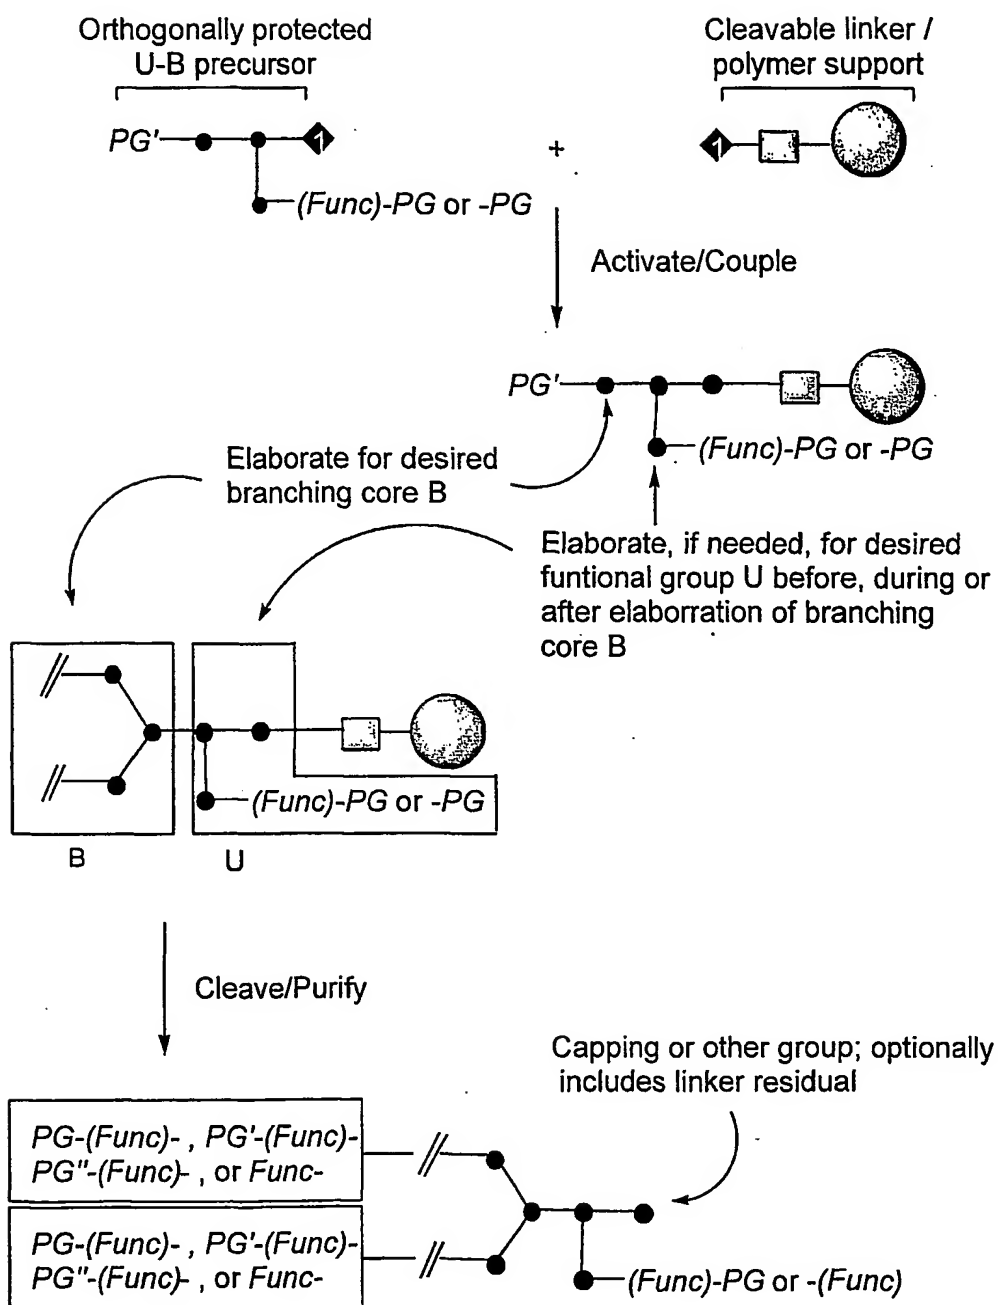 Orthogonally protected
U-B precursor
Cleavable linker /
polymer support
PG'
1
+
1
(Func)-PG or -PG
Activate/Couple
PG'
(Func)-PG or -PG
Elaborate for desired
branching core B
Elaborate, if needed, for desired
funtional group U before, during or
after elaborration of branching
core B
(Func)-PG or -PG
B
U
Cleave/Purify
Capping or other group; optionally
includes linker residual
PG-(Func)- , PG'-(Func)-
PG"-(Func)- , or Func-
PG-(Func)- , PG'-(Func)-
PG"-(Func)- , or Func-
(Func)-PG or -(Func)